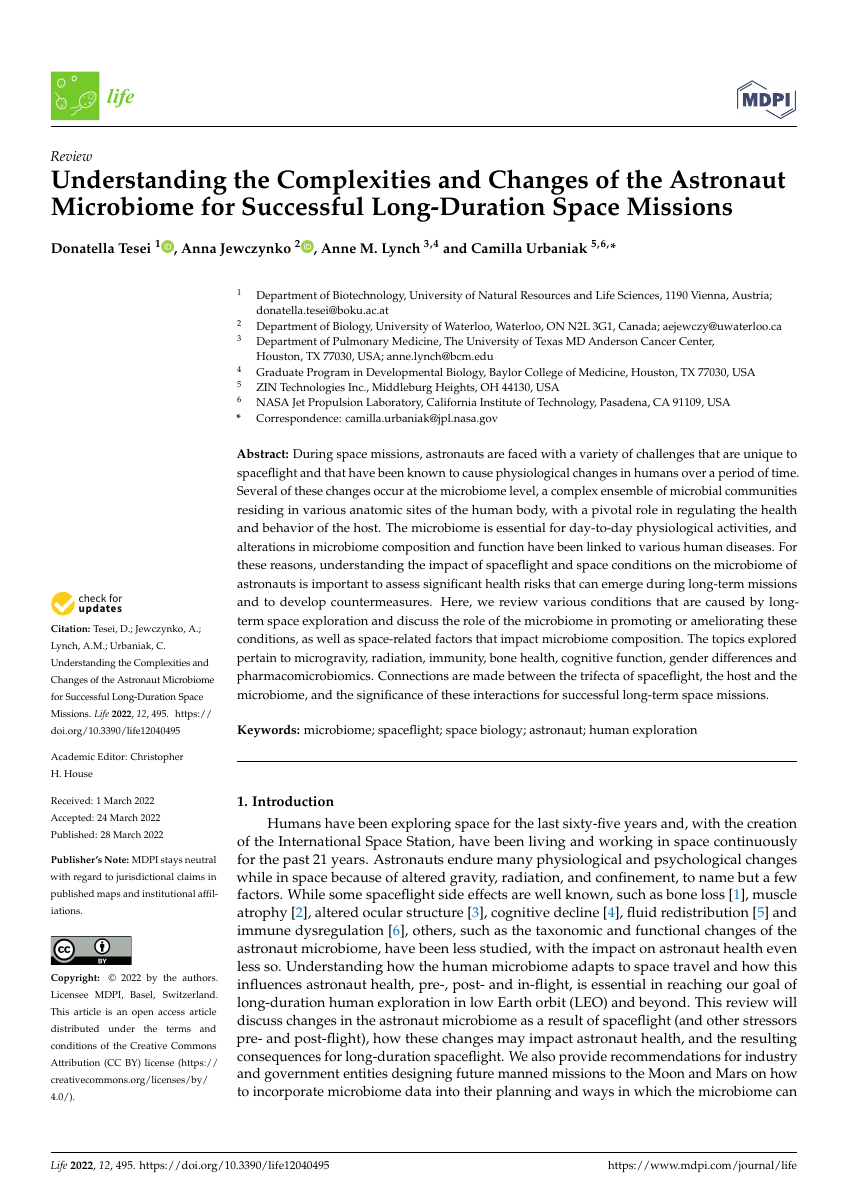 life
MDPI
Review
Understanding the Complexities and Changes of the Astronaut
Microbiome for Successful Long-Duration Space Missions
Donatella Tesei 1, Anna Jewczynko 2, Anne M. Lynch 3,4 and Camilla Urbaniak 5,6,*
1 Department of Biotechnology, University of Natural Resources and Life Sciences, 1190 Vienna, Austria;
donatella.tesei@boku.ac.at
2 Department of Biology, University of Waterloo, Waterloo, ON N2L 3G1, Canada; aejewczy@uwaterloo.ca
3 Department of Pulmonary Medicine, The University of Texas MD Anderson Cancer Center,
Houston, TX 77030, USA; anne.lynch@bcm.edu
4 Graduate Program in Developmental Biology, Baylor College of Medicine, Houston, TX 77030, USA
5 ZIN Technologies Inc., Middleburg Heights, OH 44130, USA
6 NASA Jet Propulsion Laboratory, California Institute of Technology, Pasadena, CA 91109, USA
* Correspondence: camilla.urbaniak@jpl.nasa.gov
Abstract: During space missions, astronauts are faced with a variety of challenges that are unique to
spaceflight and that have been known to cause physiological changes in humans over a period of time.
Several of these changes occur at the microbiome level, a complex ensemble of microbial communities
residing in various anatomic sites of the human body, with a pivotal role in regulating the health
and behavior of the host. The microbiome is essential for day-to-day physiological activities, and
alterations in microbiome composition and function have been linked to various human diseases. For
these reasons, understanding the impact of spaceflight and space conditions on the microbiome of
astronauts is important to assess significant health risks that can emerge during long-term missions
and to develop countermeasures. Here, we review various conditions that are caused by long-
term space exploration and discuss the role of the microbiome in promoting or ameliorating these
conditions, as well as space-related factors that impact microbiome composition. The topics explored
pertain to microgravity, radiation, immunity, bone health, cognitive function, gender differences and
pharmacomicrobiomics. Connections are made between the trifecta of spaceflight, the host and the
microbiome, and the significance of these interactions for successful long-term space missions.
Keywords: microbiome; spaceflight; space biology; astronaut; human exploration
check for
updates
Citation: Tesei, D.; Jewczynko, A.;
Lynch, A.M.; Urbaniak, C.
Understanding the Complexities and
Changes of the Astronaut Microbiome
for Successful Long-Duration Space
Missions. Life 2022, 12, 495. https://
doi.org/10.3390/life12040495
Academic Editor: Christopher
H. House
Received: 1 March 2022
Accepted: 24 March 2022
Published: 28 March 2022
Publisher's Note: MDPI stays neutral
with regard to jurisdictional claims in
published maps and institutional affil-
iations.
CC BY
Copyright: © 2022 by the authors.
Licensee MDPI, Basel, Switzerland.
This article is an open access article
distributed under the terms and
conditions of the Creative Commons
Attribution (CC BY) license (https://
creativecommons.org/licenses/by/
4.0/).
1. Introduction
Humans have been exploring space for the last sixty-five years and, with the creation
of the International Space Station, have been living and working in space continuously
for the past 21 years. Astronauts endure many physiological and psychological changes
while in space because of altered gravity, radiation, and confinement, to name but a few
factors. While some spaceflight side effects are well known, such as bone loss [1], muscle
atrophy [2], altered ocular structure [3], cognitive decline [4], fluid redistribution [5] and
immune dysregulation [6], others, such as the taxonomic and functional changes of the
astronaut microbiome, have been less studied, with the impact on astronaut health even
less so. Understanding how the human microbiome adapts to space travel and how this
influences astronaut health, pre-, post- and in-flight, is essential in reaching our goal of
long-duration human exploration in low Earth orbit (LEO) and beyond. This review will
discuss changes in the astronaut microbiome as a result of spaceflight (and other stressors
pre- and post-flight), how these changes may impact astronaut health, and the resulting
consequences for long-duration spaceflight. We also provide recommendations for industry
and government entities designing future manned missions to the Moon and Mars on how
to incorporate microbiome data into their planning and ways in which the microbiome can
Life 2022, 12, 495. https://doi.org/10.3390/life12040495
https://www.mdpi.com/journal/life